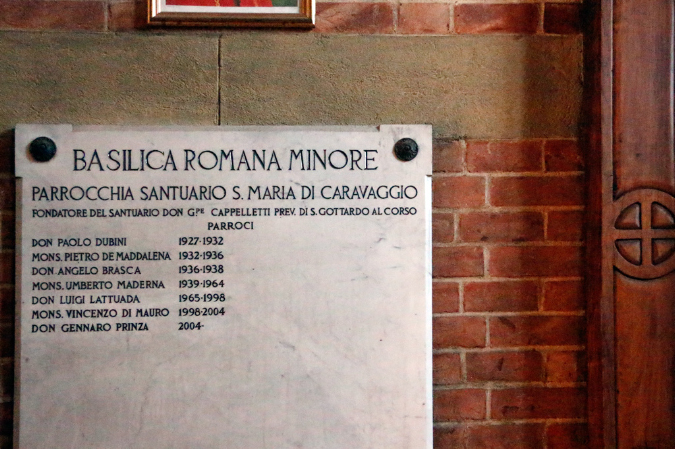 BASILICA ROMANA MINORE
PARROCCHIA SANTUARIO S. MARIA DI CARAVAGGIO
FONDATORE DEL SANTUARIO DON GPE CAPPELLETTI PREV. DI S. GOTTARDO AL CORSO
PARROCI
DON PAOLO DUBINI 1927-1932
MONS. PIETRO DE MADDALENA 1932-1936
DON ANGELO BRASCA 1936-1938
MONS. UMBERTO MADERNA 1939-1964
DON LUIGI LATTUADA 1965-1998
MONS. VINCENZO DI MAURO 1998-2004
DON GENNARO PRINZA 2004-